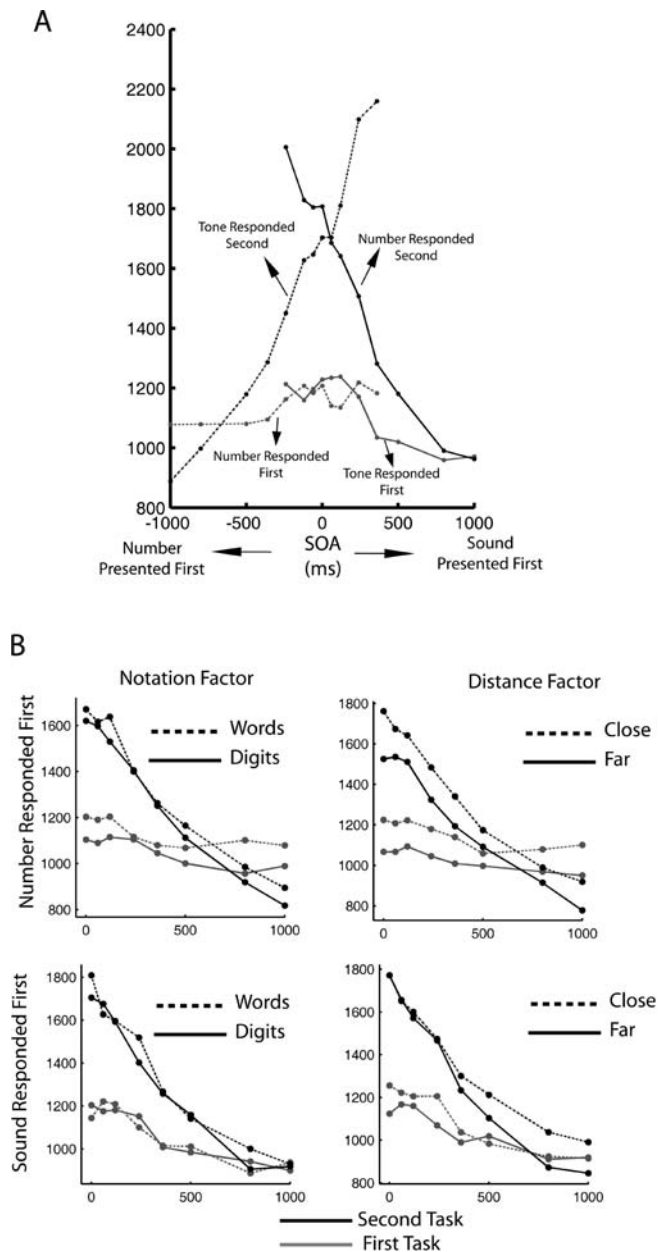 A
2400
2200
2000
1800
1600
1400
1200
1000
800
Tone Responded
Second
Number Responded
Second
Number Responded
First
Tone Responded
First
-1000 -500 0 500 1000
Number
Presented First
SOA
(ms)
Sound
Presented First
B
Notation Factor
Distance Factor
Number Responded First
1600
1400
1200
1000
800
Words
Digits
0 500 1000
1800
1600
1400
1200
1000
800
Close
Far
0 500 1000
Sound Responded First
1800
1600
1400
1200
1000
Words
Digits
0 500 1000
1800
1600
1400
1200
1000
800
Close
Far
0 500 1000
Second Task
First Task